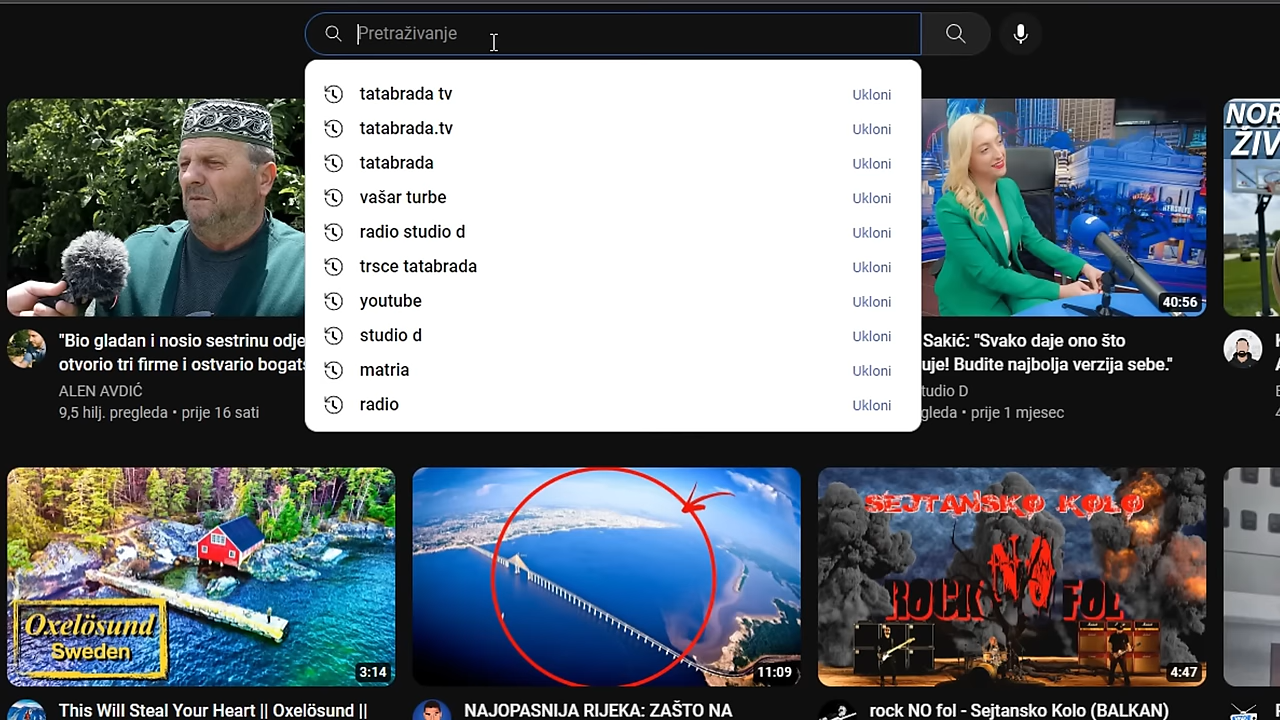 Pretraživanje
tatabrada tv
Ukloni
tatabrada.tv
Ukloni
tatabrada
Ukloni
vašar turbe
Ukloni
radio studio d
Ukloni
trsce tatabrada
Ukloni
youtube
Ukloni
studio d
Ukloni
matria
Ukloni
radio
Ukloni
"Bio gladan i nosio sestrinu odje
otvorio tri firme i ostvario bogat
ALEN AVDIĆ
9,5 hilj. pregleda • prije 16 sati
40:56
Sakić: "Svako daje ono što
uje! Budite najbolja verzija sebe."
tudio D
gleda • prije 1 mjesec
NOR
ŽIV
Oxelösund
Sweden
3:14
This Will Steal Your Heart || Oxelösund ||
11:09
NAJOPASNIJA RIJEKA: ZAŠTO NA
SEJTANSKO KOLO
NO
ROCK FOL
4:47
rock NO fol - Sejtansko Kolo (BALKAN)